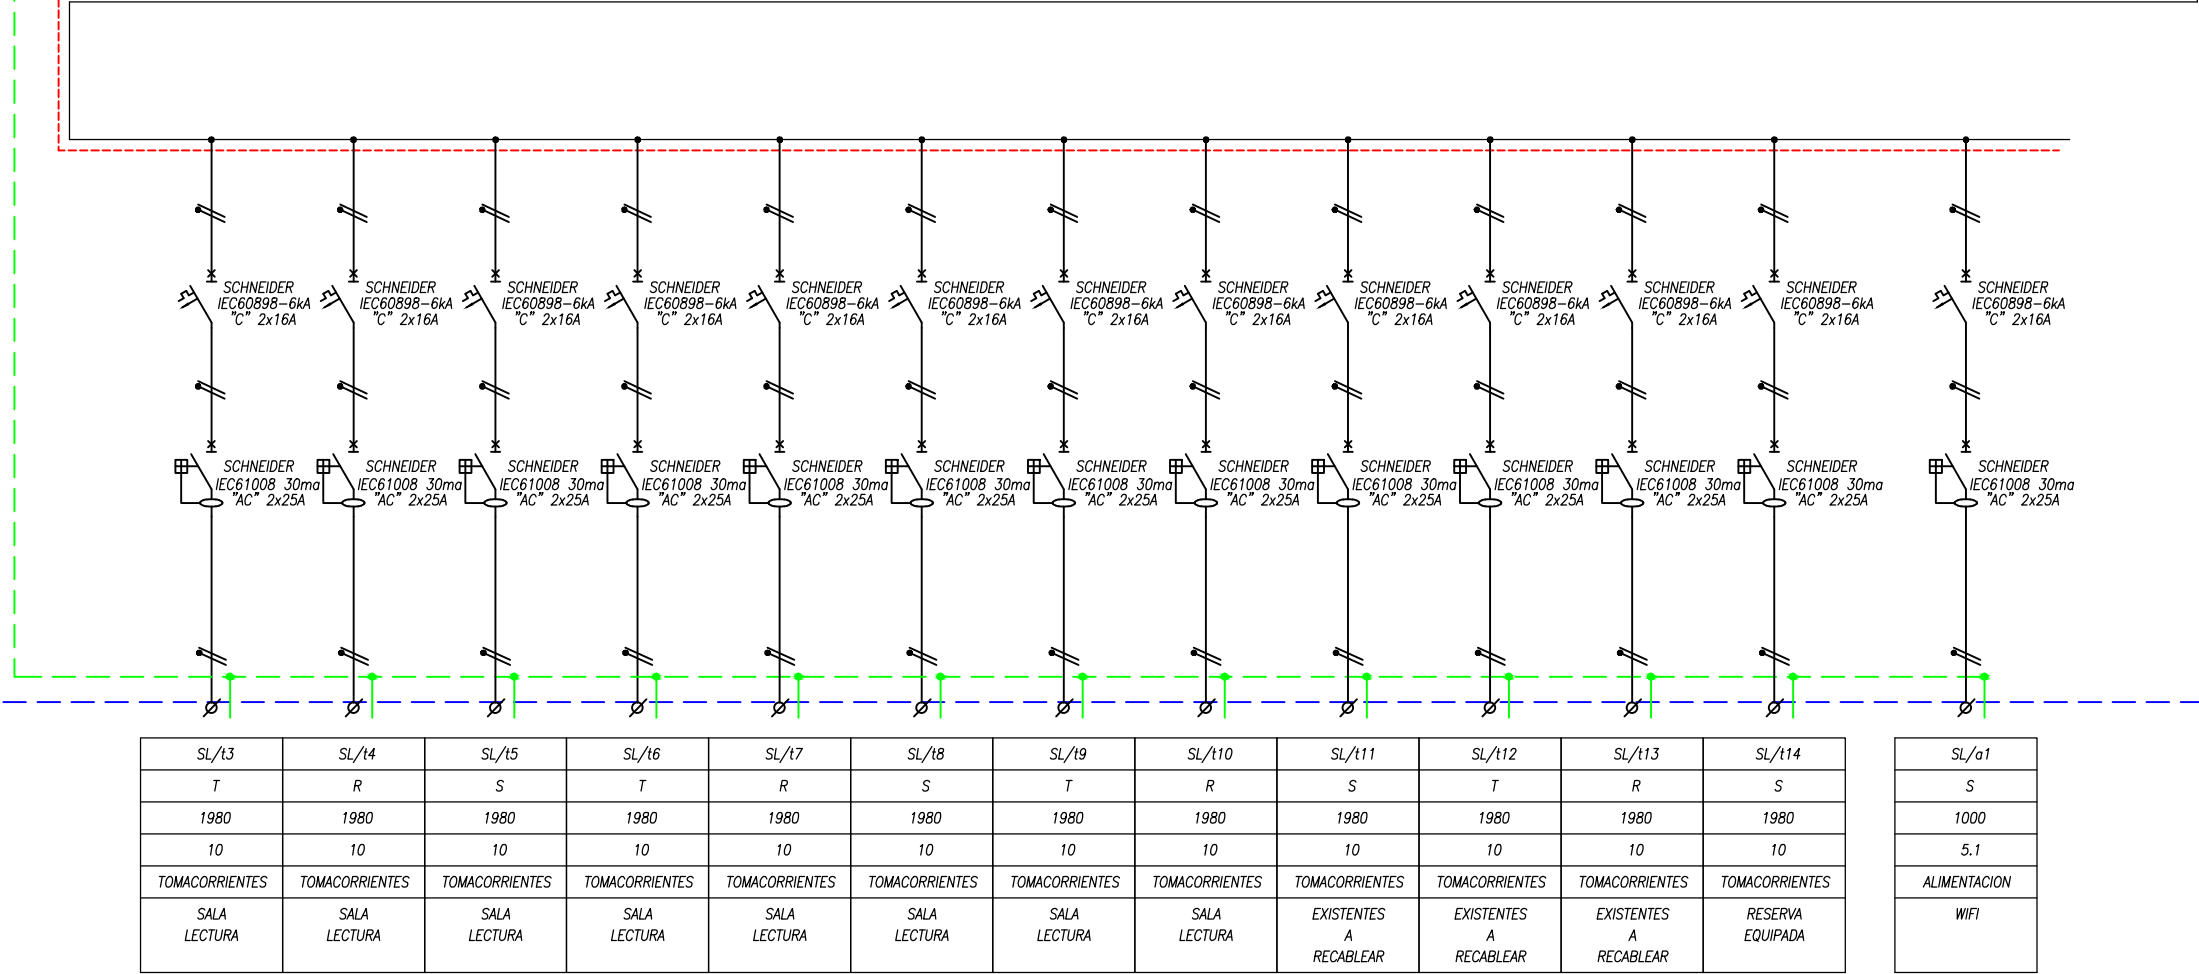 SCHNEIDER SCHNEIDER SCHNEIDER SCHNEIDER SCHNEIDER SCHNEIDER SCHNEIDER SCHNEIDER SCHNEIDER SCHNEIDER SCHNEIDER SCHNEIDER SCHNEIDER
IEC60898-6kA IEC60898-6kA IEC60898-6kA IEC60898-6kA IEC60898-6kA IEC60898-6kA IEC60898-6kA IEC60898-6kA IEC60898-6kA IEC60898-6kA IEC60898-6kA IEC60898-6kA IEC60898-6kA
"C" 2x16A "C" 2x16A "C" 2x16A "C" 2x16A "C" 2x16A "C" 2x16A "C" 2x16A "C" 2x16A "C" 2x16A "C" 2x16A "C" 2x16A "C" 2x16A "C" 2x16A
SCHNEIDER SCHNEIDER SCHNEIDER SCHNEIDER SCHNEIDER SCHNEIDER SCHNEIDER SCHNEIDER SCHNEIDER SCHNEIDER SCHNEIDER SCHNEIDER SCHNEIDER
IEC61008 30ma IEC61008 30ma IEC61008 30ma IEC61008 30ma IEC61008 30ma IEC61008 30ma IEC61008 30ma IEC61008 30ma IEC61008 30ma IEC61008 30ma IEC61008 30ma IEC61008 30ma IEC61008 30ma
"AC" 2x25A "AC" 2x25A "AC" 2x25A "AC" 2x25A "AC" 2x25A "AC" 2x25A "AC" 2x25A "AC" 2x25A "AC" 2x25A "AC" 2x25A "AC" 2x25A "AC" 2x25A "AC" 2x25A
SL/t3 SL/t4 SL/t5 SL/t6 SL/t7 SL/t8 SL/t9 SL/t10 SL/t11 SL/t12 SL/t13 SL/t14 SL/a1
T R S T R S T R S T R S S
1980 1980 1980 1980 1980 1980 1980 1980 1980 1980 1980 1980 1000
10 10 10 10 10 10 10 10 10 10 10 10 5.1
TOMACORRIENTES TOMACORRIENTES TOMACORRIENTES TOMACORRIENTES TOMACORRIENTES TOMACORRIENTES TOMACORRIENTES TOMACORRIENTES TOMACORRIENTES TOMACORRIENTES TOMACORRIENTES TOMACORRIENTES ALIMENTACION
SALA SALA SALA SALA SALA SALA SALA SALA EXISTENTES EXISTENTES EXISTENTES RESERVA WIFI
LECTURA LECTURA LECTURA LECTURA LECTURA LECTURA LECTURA LECTURA A A A EQUIPADA
RECABLEAR RECABLEAR RECABLEAR